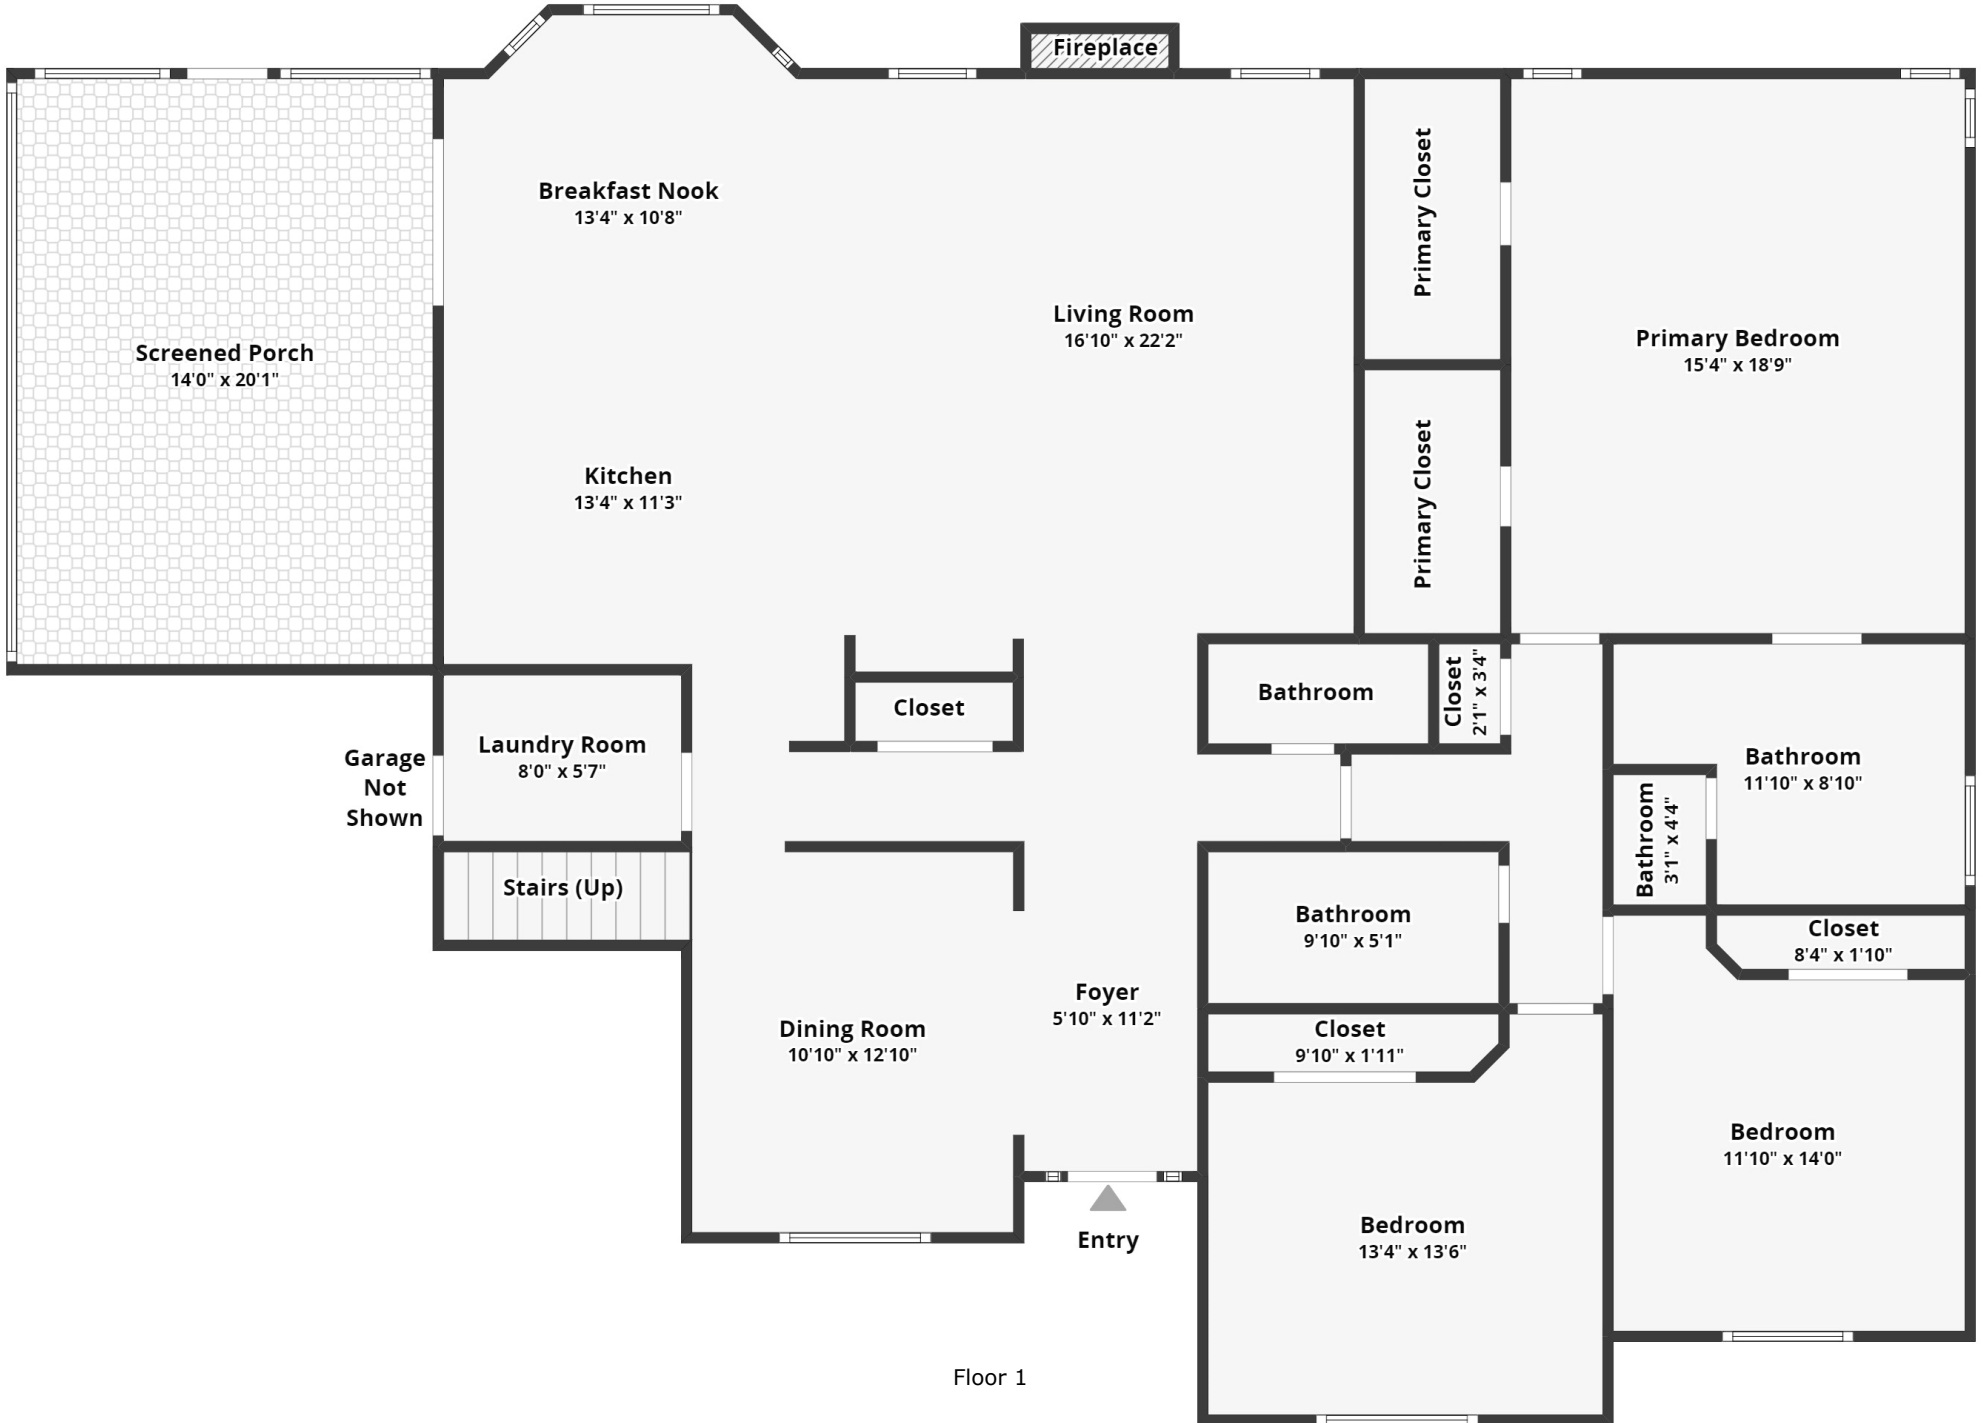 Fireplace
Breakfast Nook
13'4" x 10'8"
Primary Closet
Living Room
16'10" x 22'2"
Primary Bedroom
15'4" x 18'9"
Screened Porch
14'0" x 20'1"
Kitchen
13'4" x 11'3"
Primary Closet
Closet
Bathroom
Closet
2'1" x 3'4"
Laundry Room
8'0" x 5'7"
Garage
Not
Shown
Bathroom
11'10" x 8'10"
Bathroom
3'1" x 4'4"
Stairs (Up)
Bathroom
9'10" x 5'1"
Closet
8'4" x 1'10"
Foyer
5'10" x 11'2"
Dining Room
10'10" x 12'10"
Closet
9'10" x 1'11"
Bedroom
11'10" x 14'0"
Bedroom
13'4" x 13'6"
Entry
Floor 1